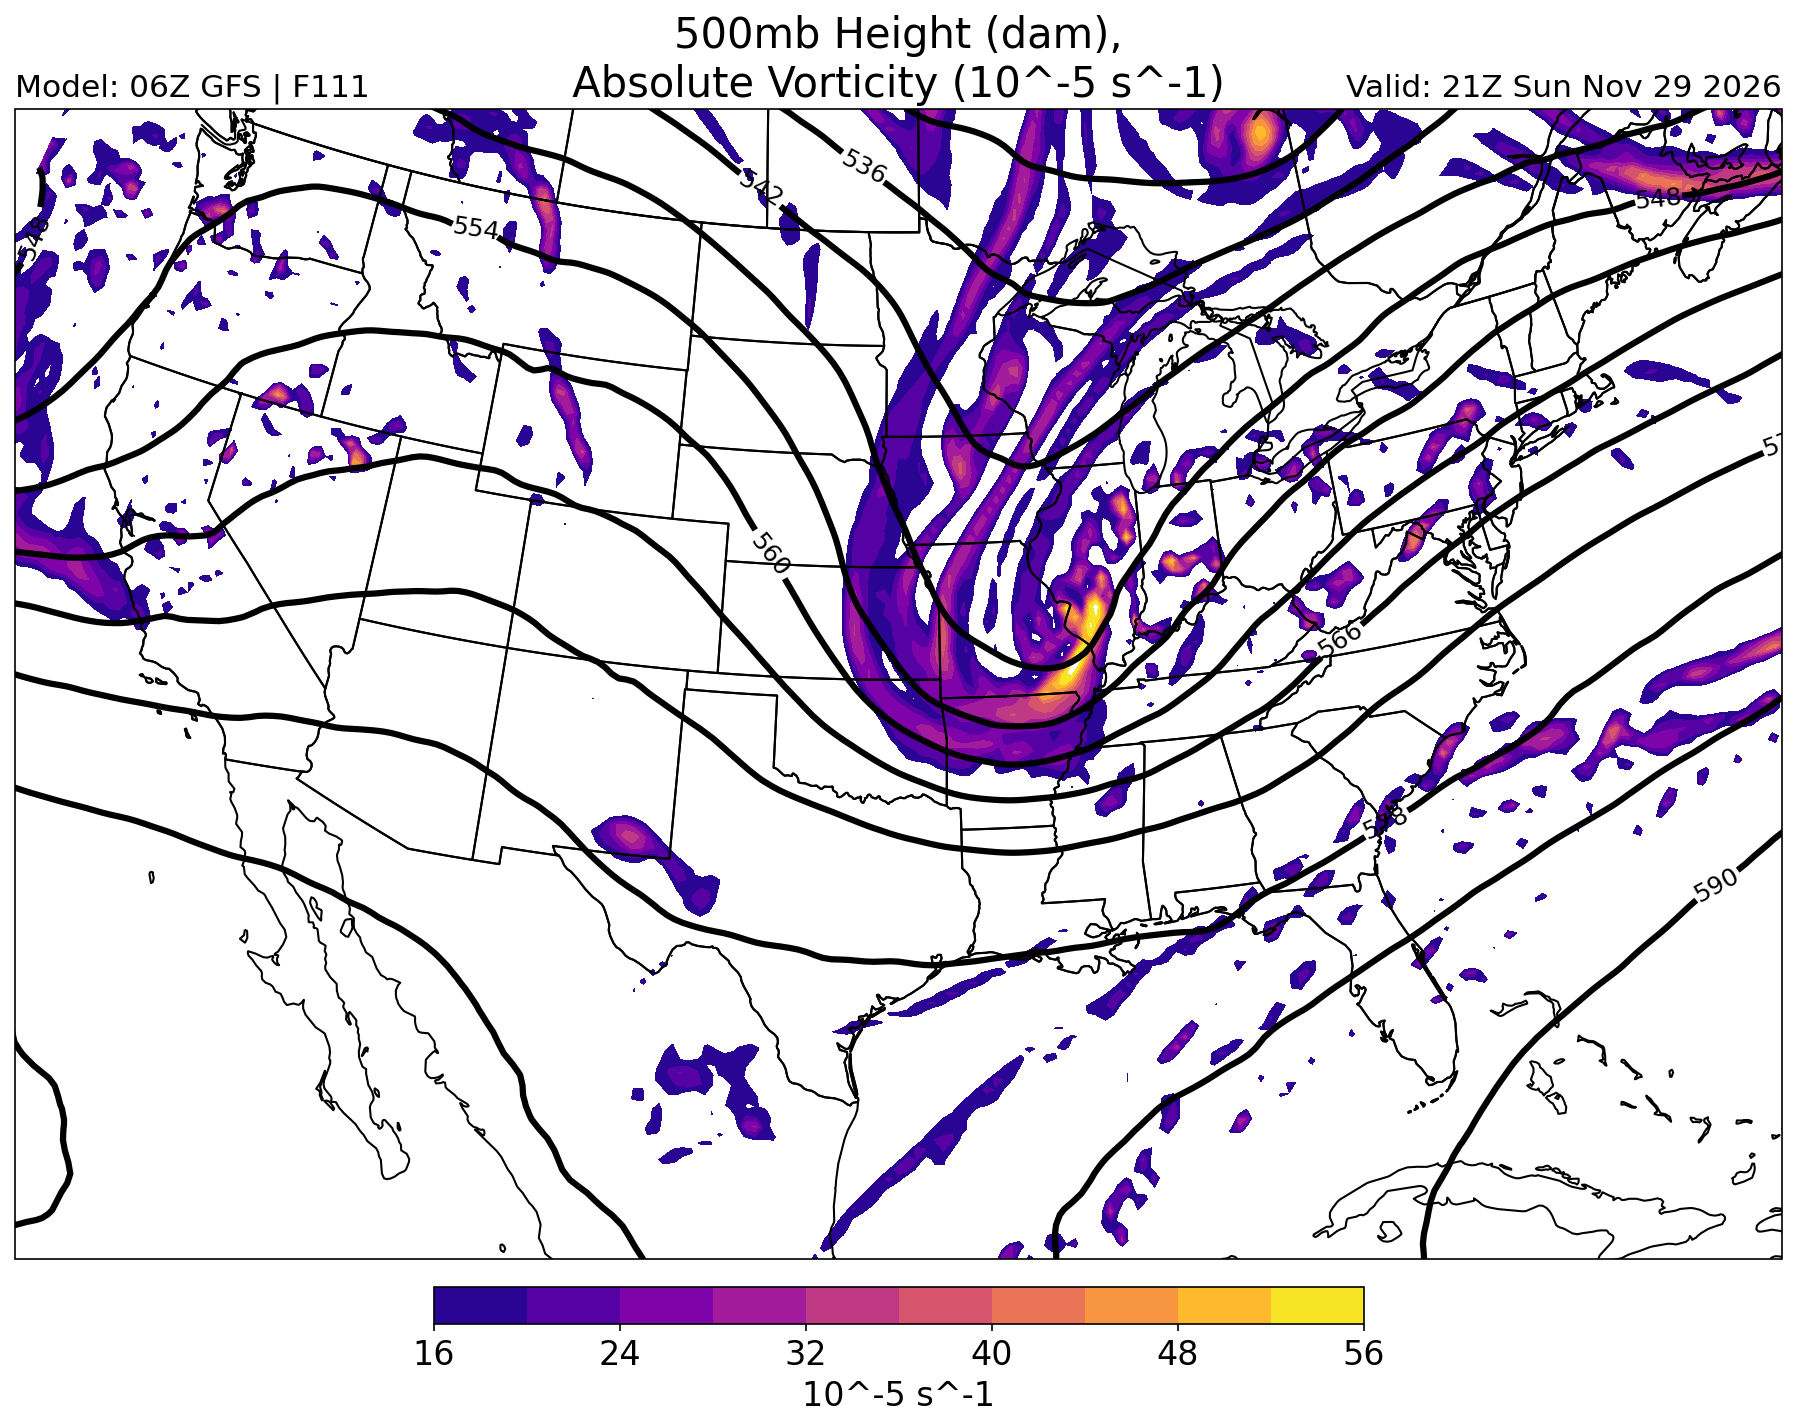 500mb Height (dam),
Absolute Vorticity (10^-5 s^-1)
Model: 06Z GFS | F111
Valid: 21Z Sun Nov 29 2026
536
542
548
554
548
560
566
578
590
16 24 32 40 48 56
10^-5 s^-1